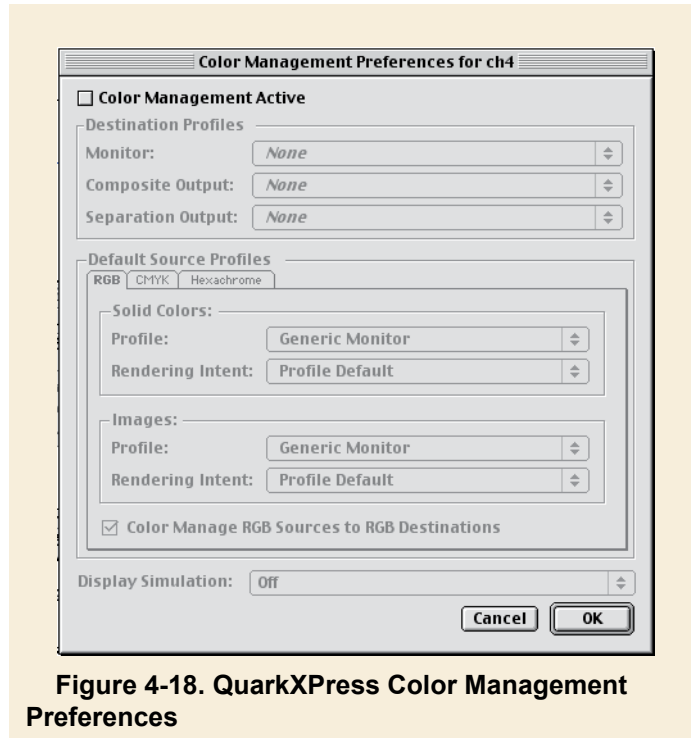 Color Management Preferences for ch4
Color Management Active
Destination Profiles
Monitor: None
Composite Output: None
Separation Output: None
Default Source Profiles
RGB CMYK Hexachrome
Solid Colors:
Profile: Generic Monitor
Rendering Intent: Profile Default
Images:
Profile: Generic Monitor
Rendering Intent: Profile Default
Color Manage RGB Sources to RGB Destinations
Display Simulation: Off
Cancel OK
Figure 4-18. QuarkXPress Color Management
Preferences